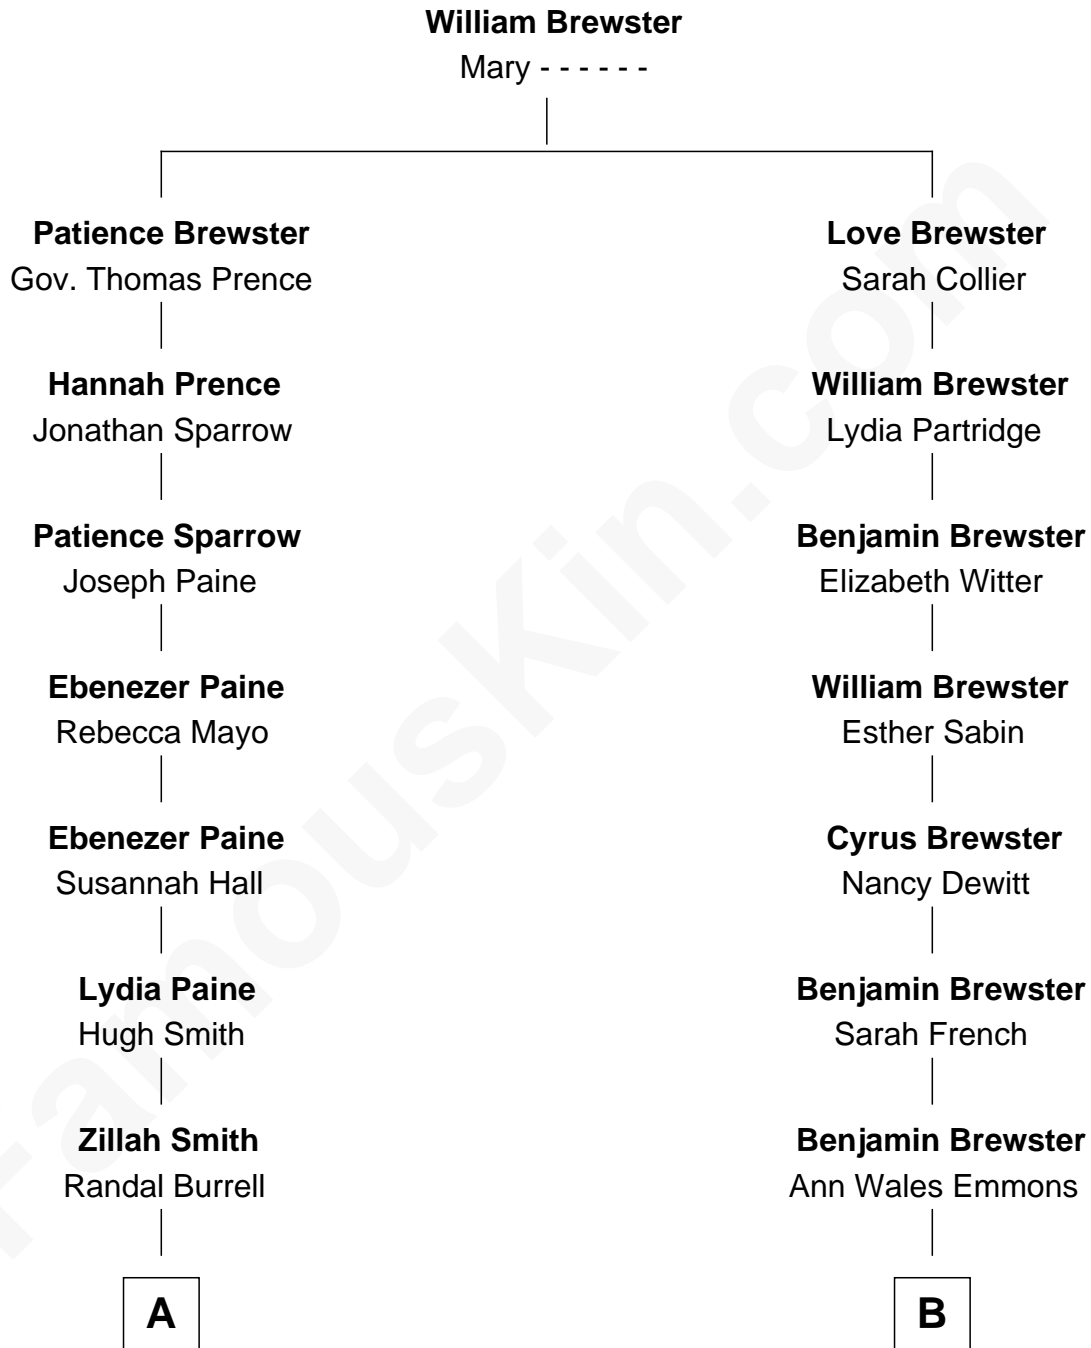 William Brewster
Mary - - - - - -
Patience Brewster
Gov. Thomas Prence
Love Brewster
Sarah Collier
Hannah Prence
Jonathan Sparrow
William Brewster
Lydia Partridge
Patience Sparrow
Joseph Paine
Benjamin Brewster
Elizabeth Witter
Ebenezer Paine
Rebecca Mayo
William Brewster
Esther Sabin
Ebenezer Paine
Susannah Hall
Cyrus Brewster
Nancy Dewitt
Lydia Paine
Hugh Smith
Benjamin Brewster
Sarah French
Zillah Smith
Randal Burrell
Benjamin Brewster
Ann Wales Emmons
A
B
FamousKin.com